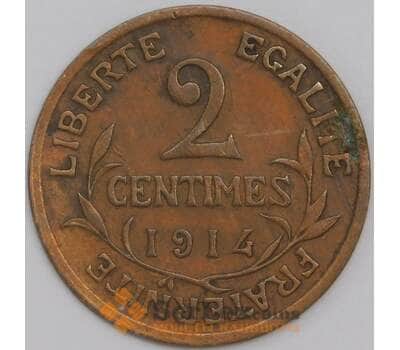 LIBERTE EGALITE
2
CENTIMES
1914
FRATERNITE